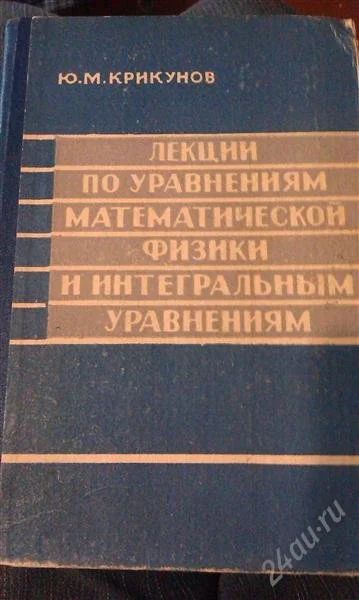 Ю.М.КРИКУНОВ
ЛЕКЦИИ
ПО УРАВНЕНИЯМ
МАТЕМАТИЧЕСКОЙ
ФИЗИКИ
И ИНТЕГРАЛЬНЫМ
УРАВНЕНИЯМ
24au.ru